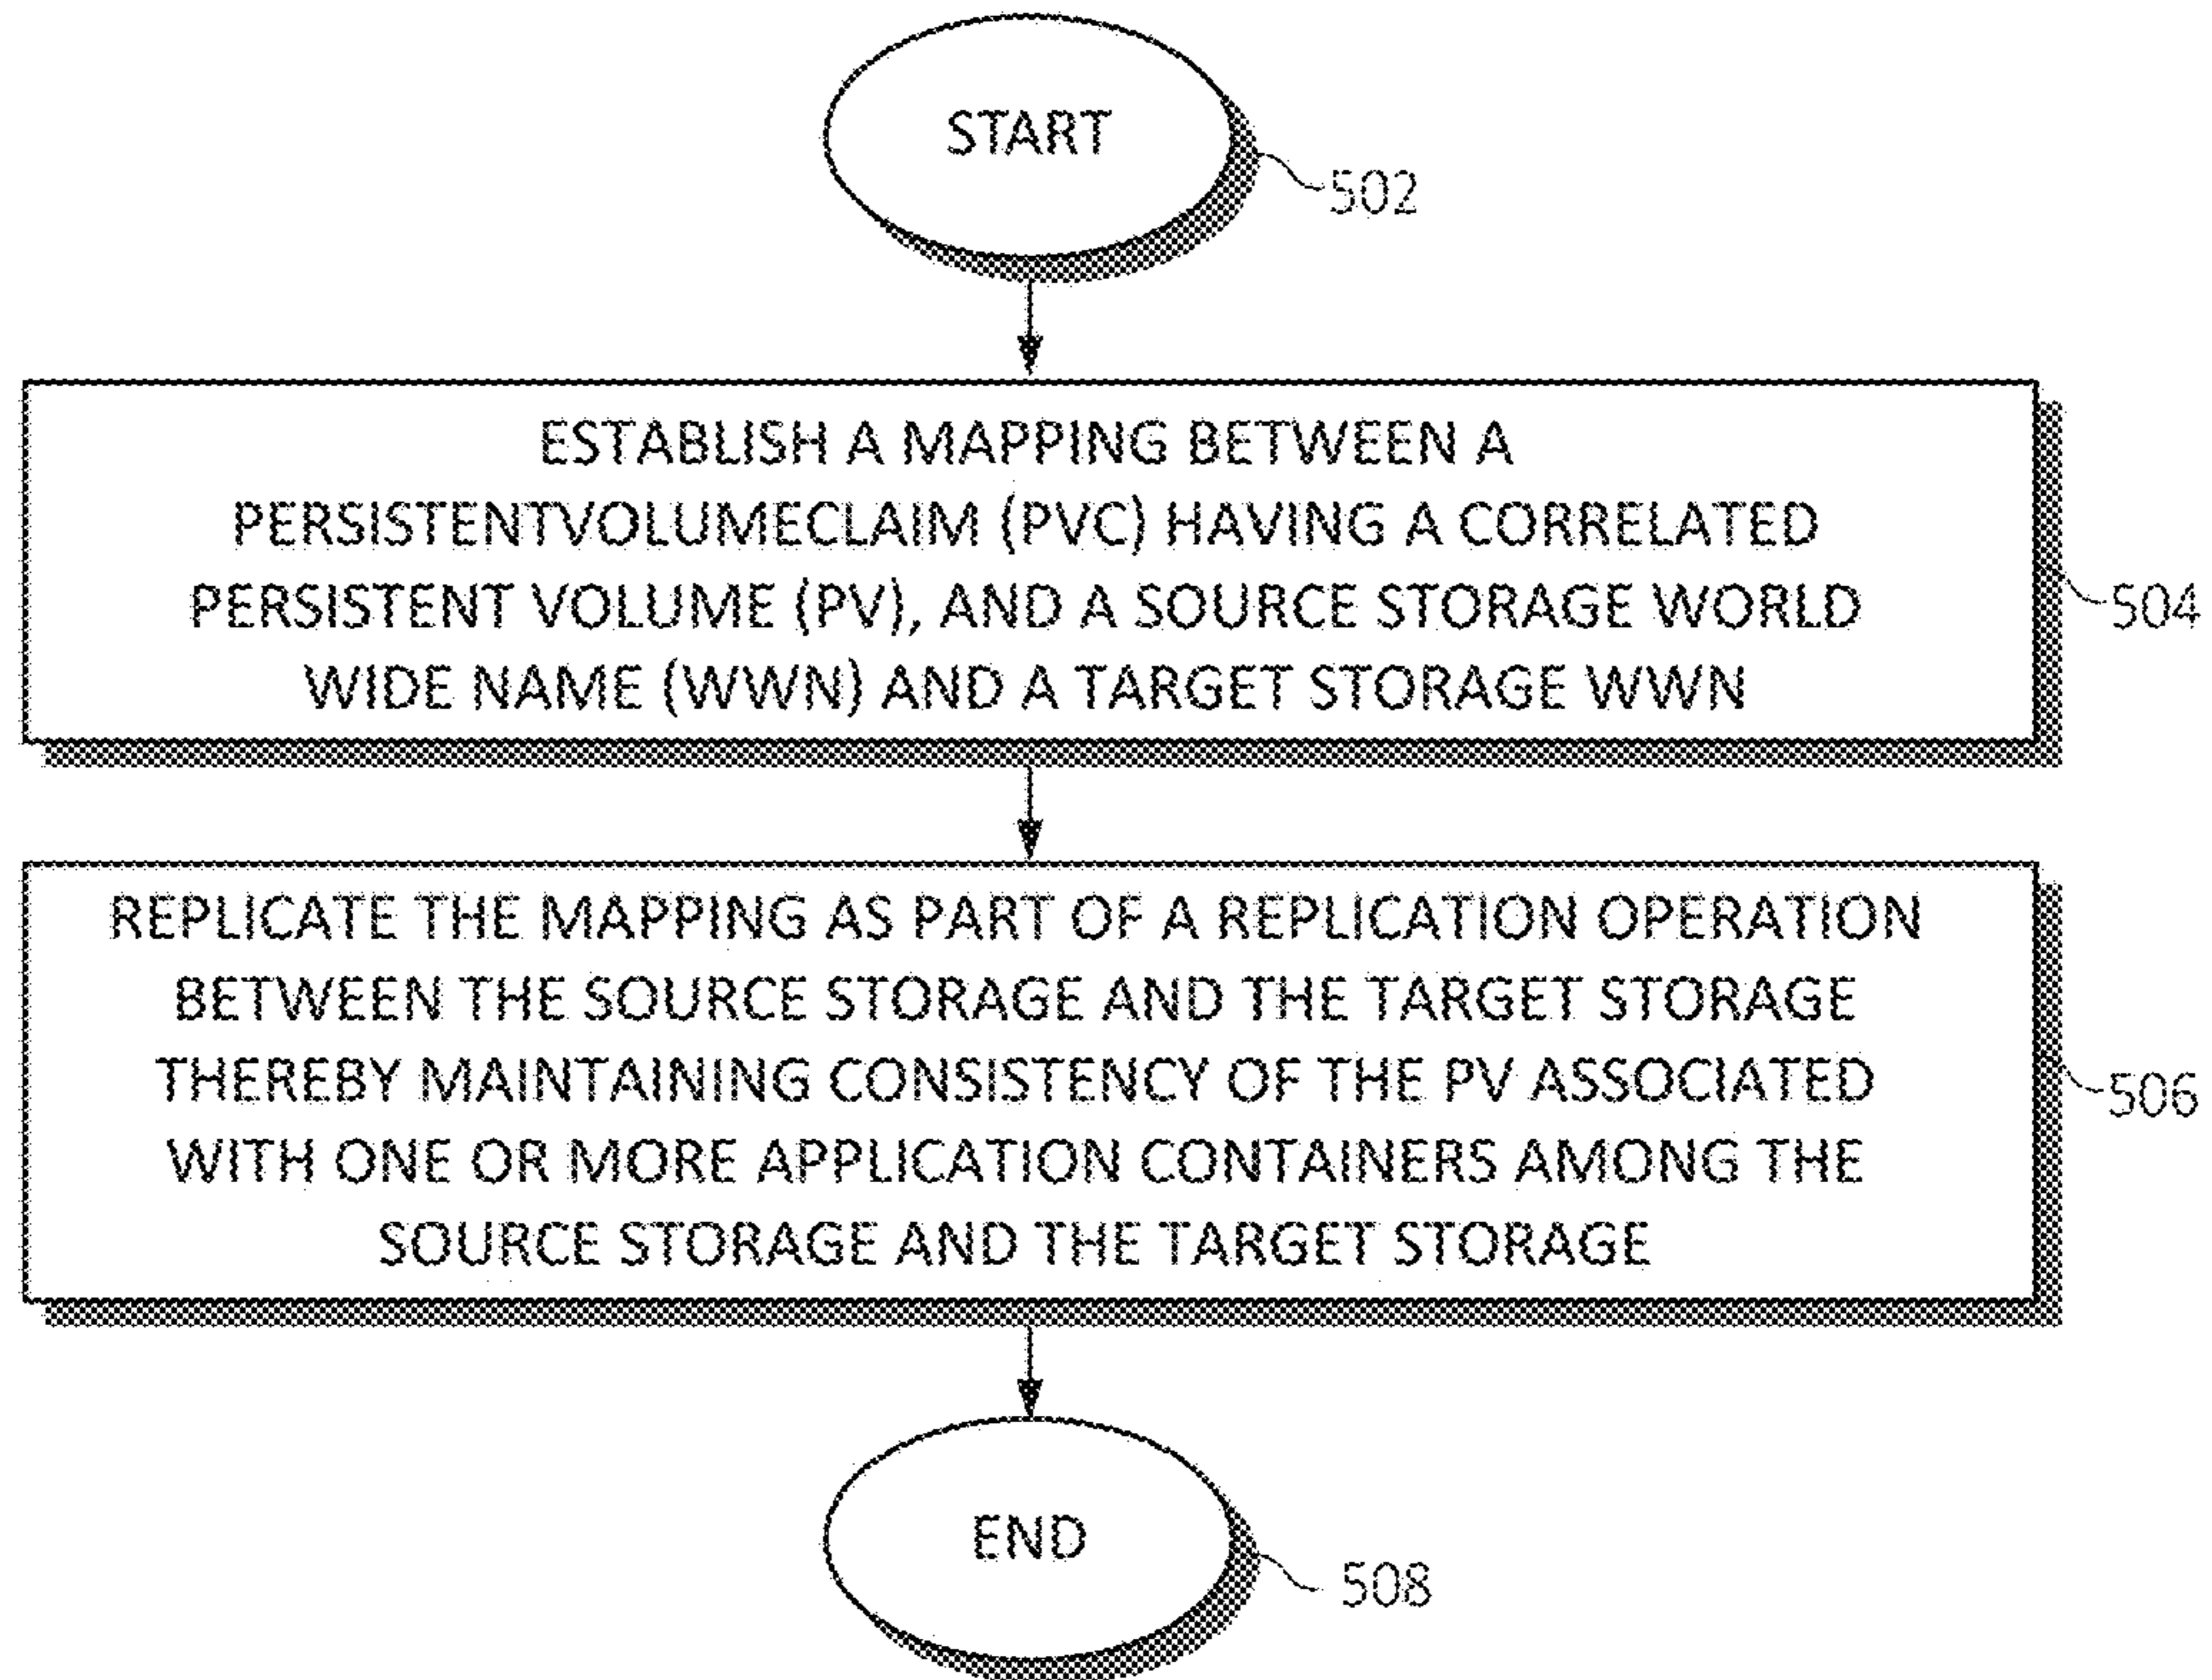 START
502
ESTABLISH A MAPPING BETWEEN A
PERSISTENTVOLUMECLAIM (PVC) HAVING A CORRELATED
PERSISTENT VOLUME (PV), AND A SOURCE STORAGE WORLD
WIDE NAME (WWN) AND A TARGET STORAGE WWN
504
REPLICATE THE MAPPING AS PART OF A REPLICATION OPERATION
BETWEEN THE SOURCE STORAGE AND THE TARGET STORAGE
THEREBY MAINTAINING CONSISTENCY OF THE PV ASSOCIATED
WITH ONE OR MORE APPLICATION CONTAINERS AMONG THE
SOURCE STORAGE AND THE TARGET STORAGE
506
END
508